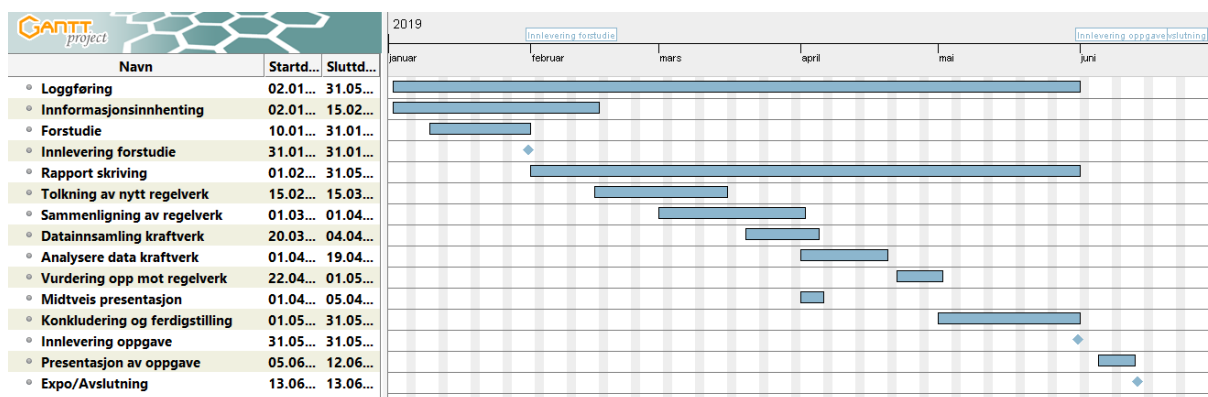 GANTT
project
2019
Innlevering forstudie
Innlevering oppgave
vslutning
januar februar mars april mai juni
Navn Startd... Sluttd...
Loggføring 02.01... 31.05...
Innformasjonsinnhenting 02.01... 15.02...
Forstudie 10.01... 31.01...
Innlevering forstudie 31.01... 31.01...
Rapport skriving 01.02... 31.05...
Tolkning av nytt regelverk 15.02... 15.03...
Sammenligning av regelverk 01.03... 01.04...
Datainnsamling kraftverk 20.03... 04.04...
Analysere data kraftverk 01.04... 19.04...
Vurdering opp mot regelverk 22.04... 01.05...
Midtveis presentasjon 01.04... 05.04...
Konkludering og ferdigstilling 01.05... 31.05...
Innlevering oppgave 31.05... 31.05...
Presentasjon av oppgave 05.06... 12.06...
Expo/Avslutning 13.06... 13.06...